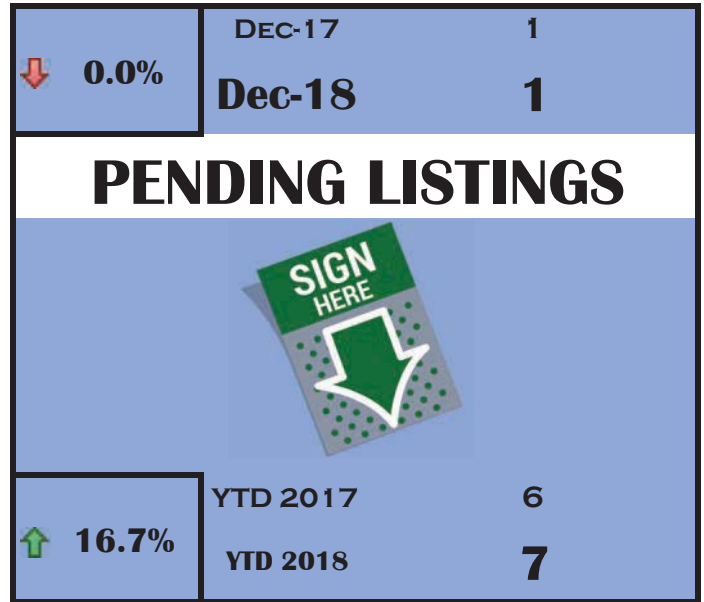 DEC-17 1
0.0%
Dec-18 1
PENDING LISTINGS
SIGN
HERE
YTD 2017 6
16.7%
YTD 2018 7